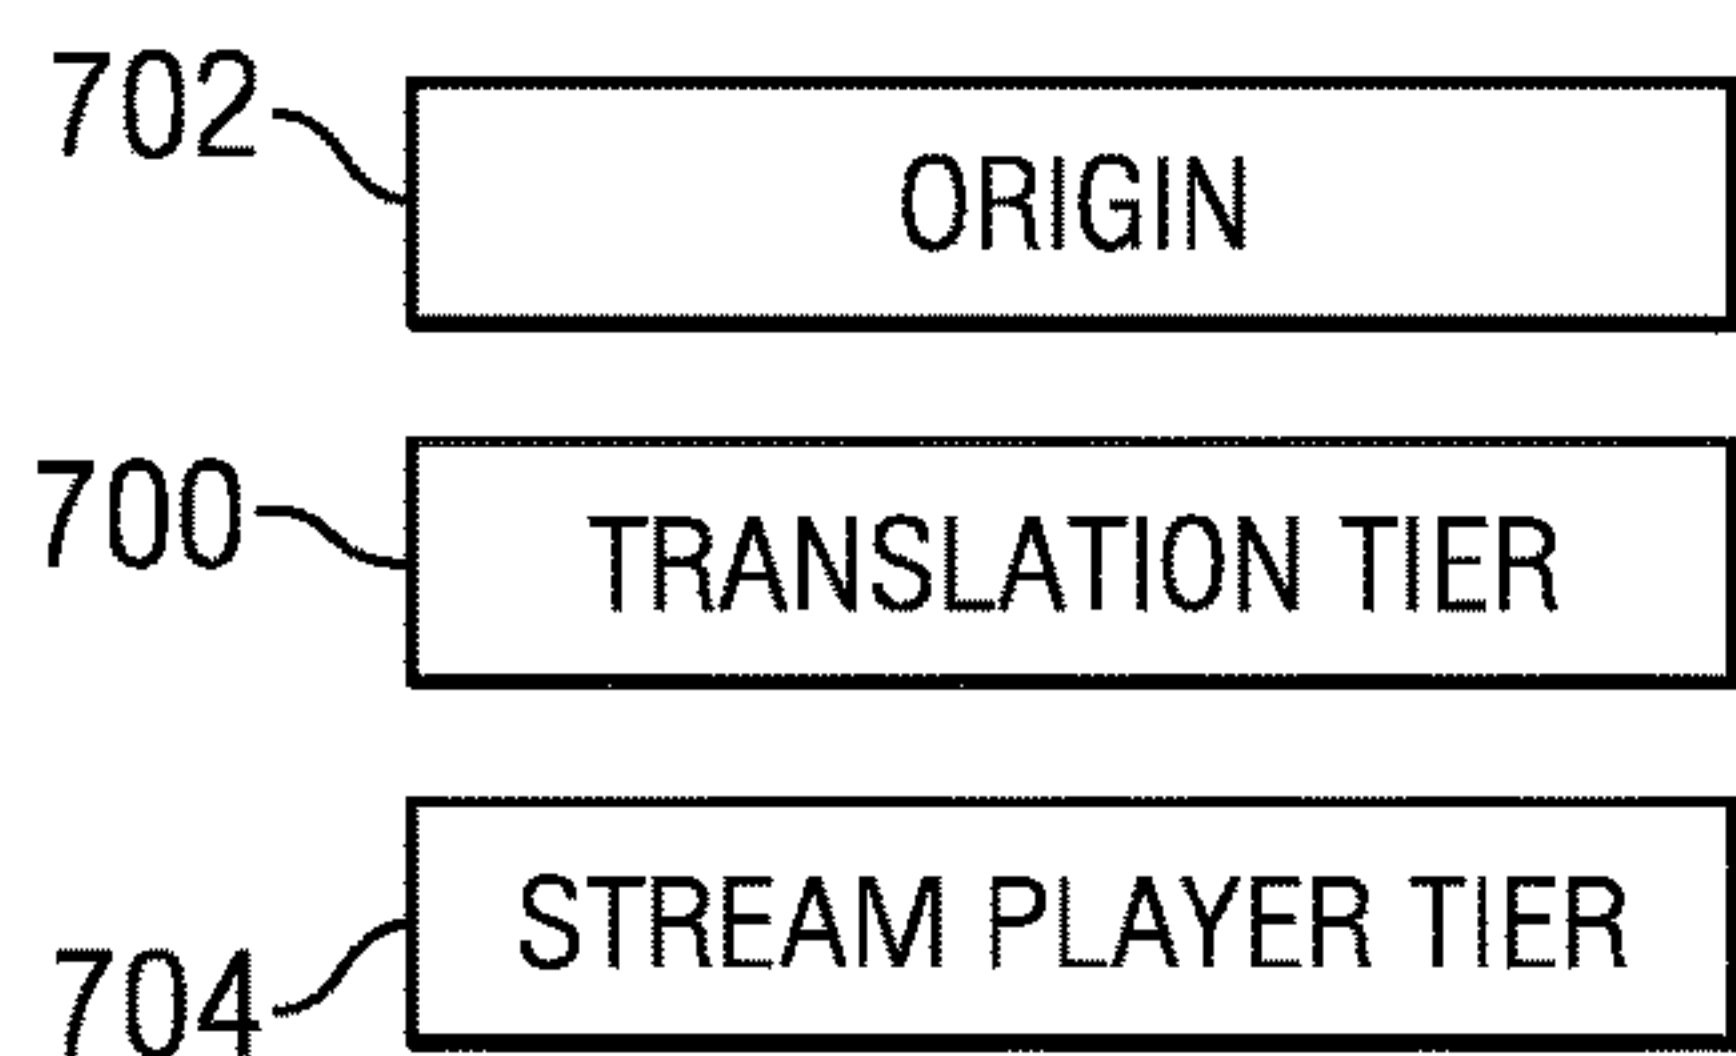 702
ORIGIN
700
TRANSLATION TIER
STREAM PLAYER TIER
704